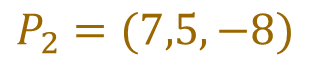 P₂ = (7,5, −8)